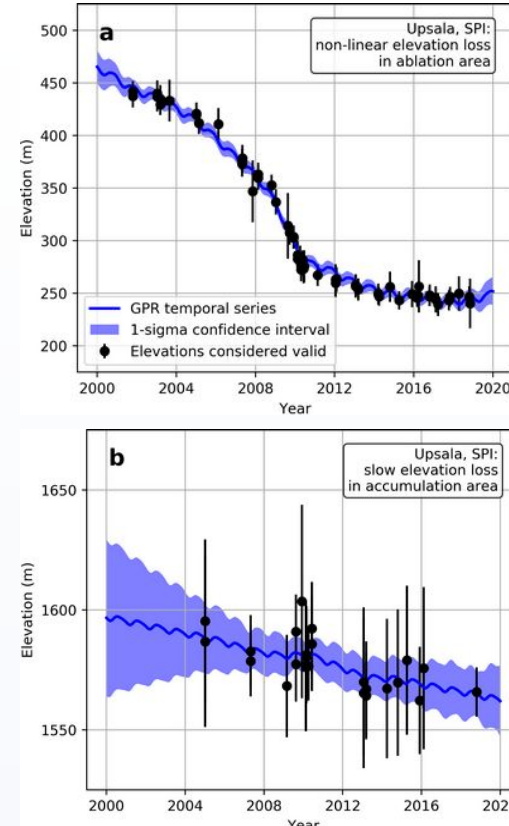 a
Upsala, SPI:
non-linear elevation loss
in ablation area
500
450
400
350
300
250
200
Elevation (m)
GPR temporal series
1-sigma confidence interval
Elevations considered valid
2000 2004 2008 2012 2016 2020
Year
b
Upsala, SPI:
slow elevation loss
in accumulation area
1650
1600
1550
Elevation (m)
2000 2004 2008 2012 2016 2020
Year